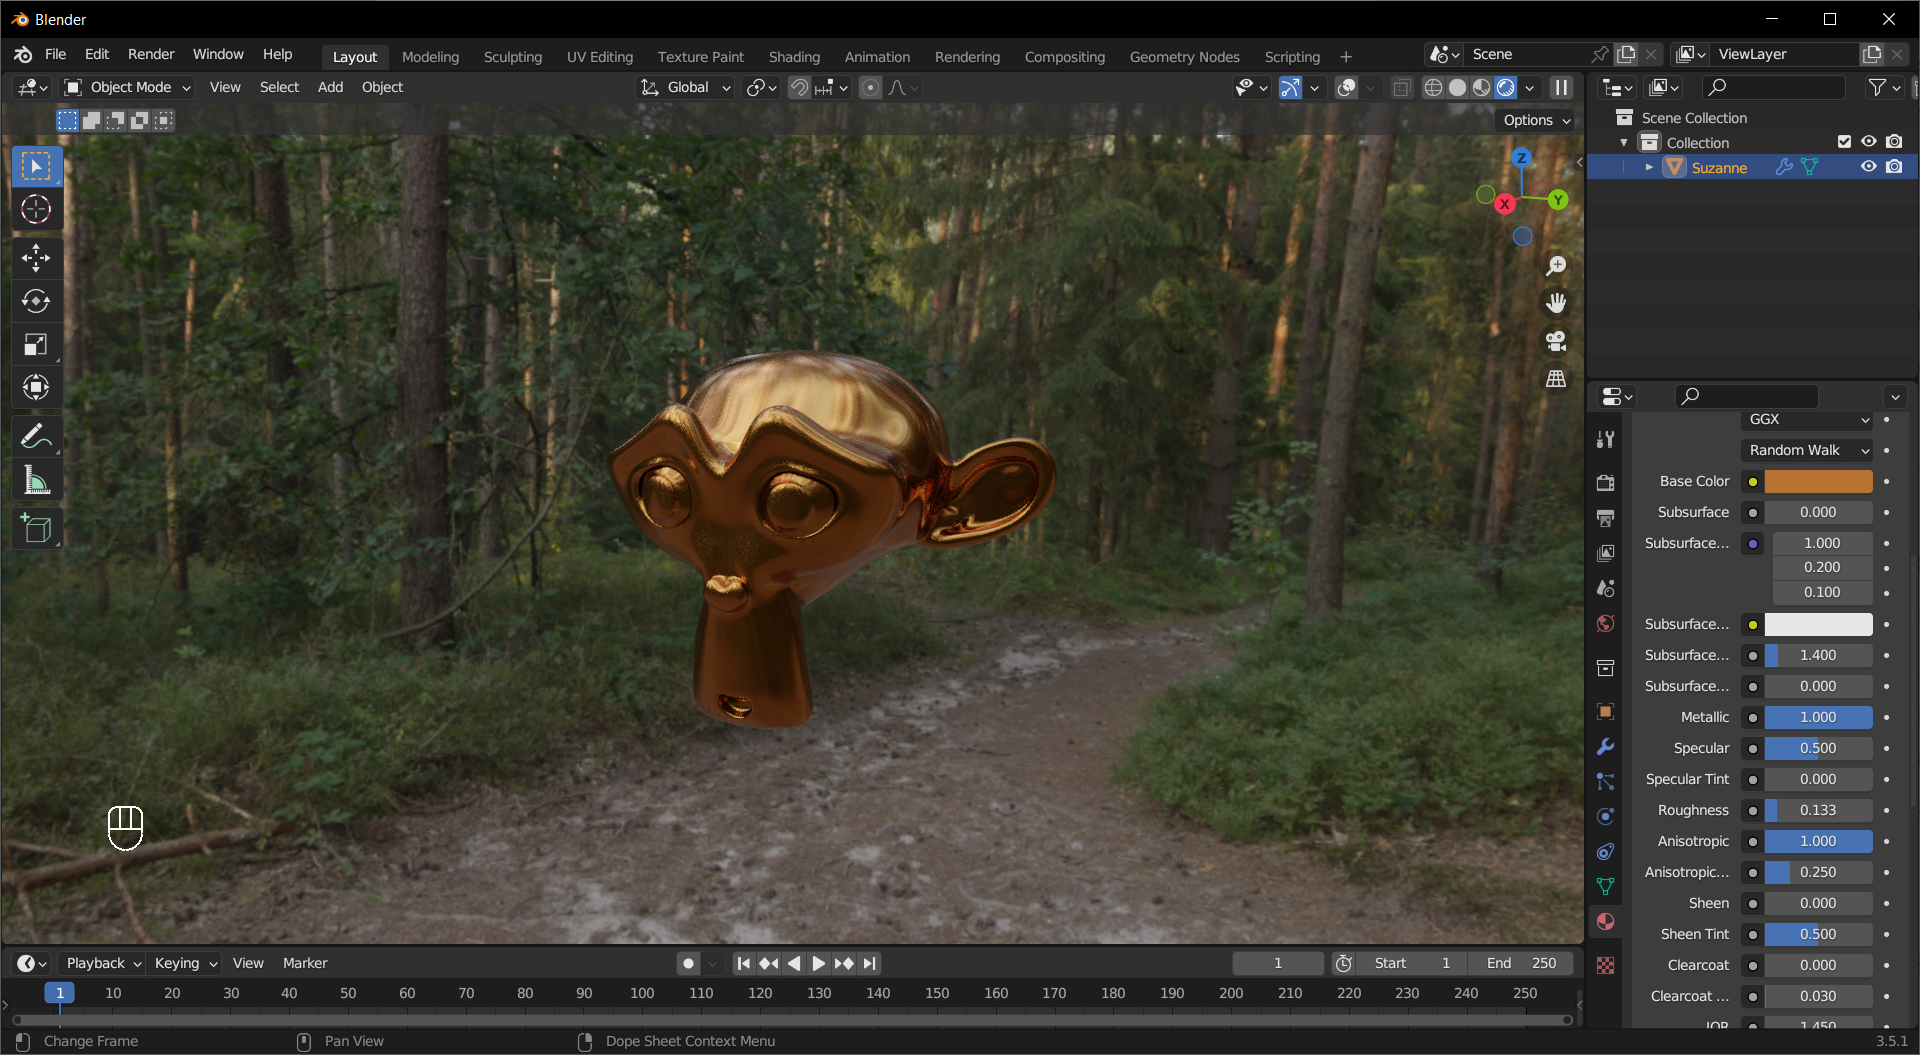 Blender
File Edit Render Window Help Layout Modeling Sculpting UV Editing Texture Paint Shading Animation Rendering Compositing Geometry Nodes Scripting + Scene ViewLayer
Object Mode View Select Add Object Global
Options
Z
X Y
Scene Collection
Collection
Suzanne
GGX
Random Walk
Base Color
Subsurface 0.000
Subsurface... 1.000
0.200
0.100
Subsurface...
Subsurface... 1.400
Subsurface... 0.000
Metallic 1.000
Specular 0.500
Specular Tint 0.000
Roughness 0.133
Anisotropic 1.000
Anisotropic... 0.250
Sheen 0.000
Sheen Tint 0.500
Clearcoat 0.000
Clearcoat ... 0.030
IOR 1.450
Playback Keying View Marker 1 Start 1 End 250
1 10 20 30 40 50 60 70 80 90 100 110 120 130 140 150 160 170 180 190 200 210 220 230 240 250
Change Frame Pan View Dope Sheet Context Menu 3.5.1